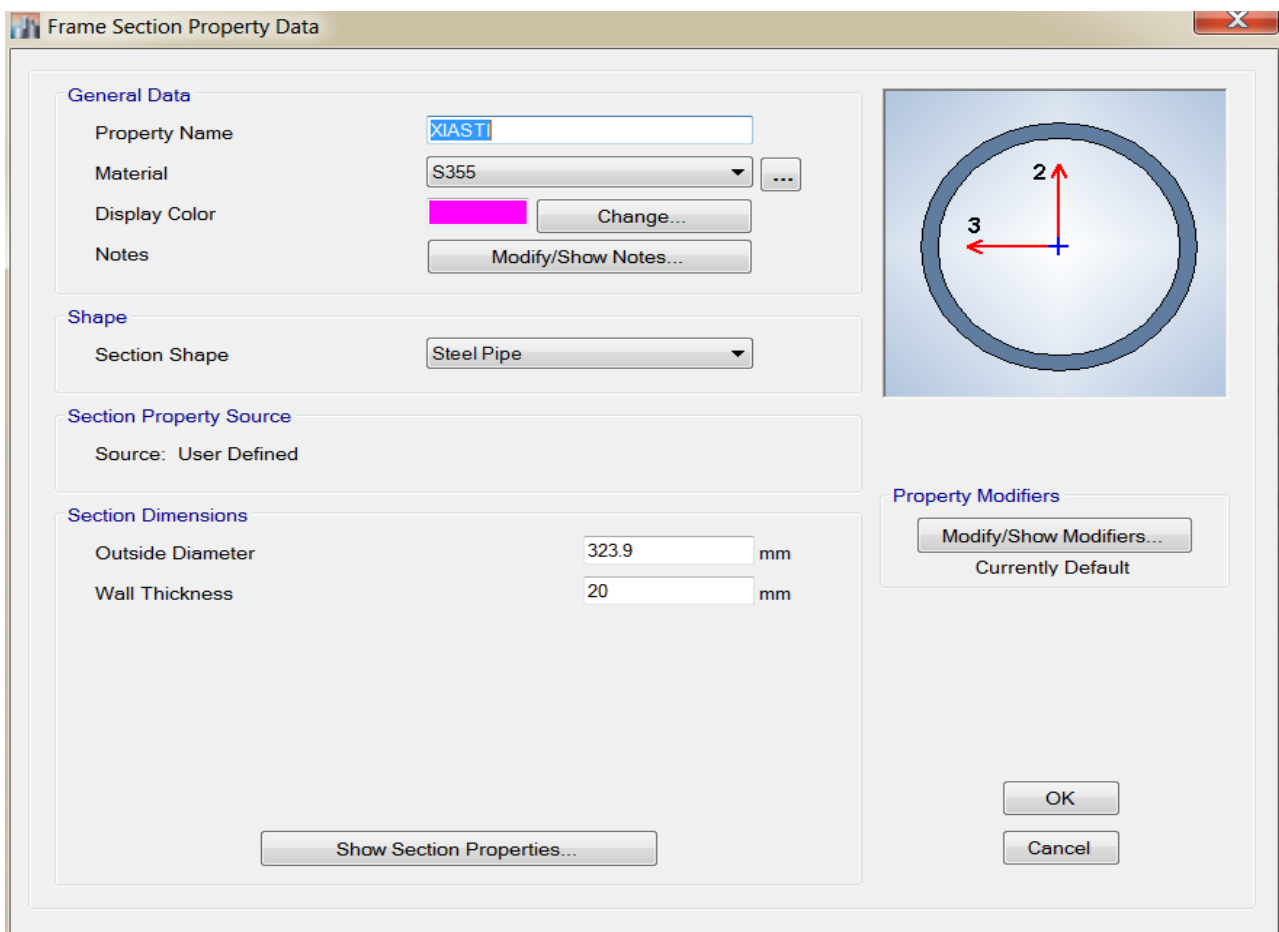 Frame Section Property Data
X
General Data
Property Name XIASTI
Material S355 ...
Display Color Change...
Notes Modify/Show Notes...
2
3
Shape
Section Shape Steel Pipe
Section Property Source
Source: User Defined
Section Dimensions
Outside Diameter 323.9 mm
Wall Thickness 20 mm
Show Section Properties...
Property Modifiers
Modify/Show Modifiers...
Currently Default
OK
Cancel